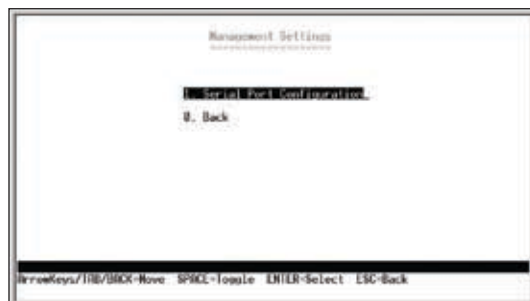 Management Settings
1. Serial Port Configuration.
0. Back
ArrowKeys/TAB/BACK=Move SPACE=Toggle ENTER=Select ESC=Back